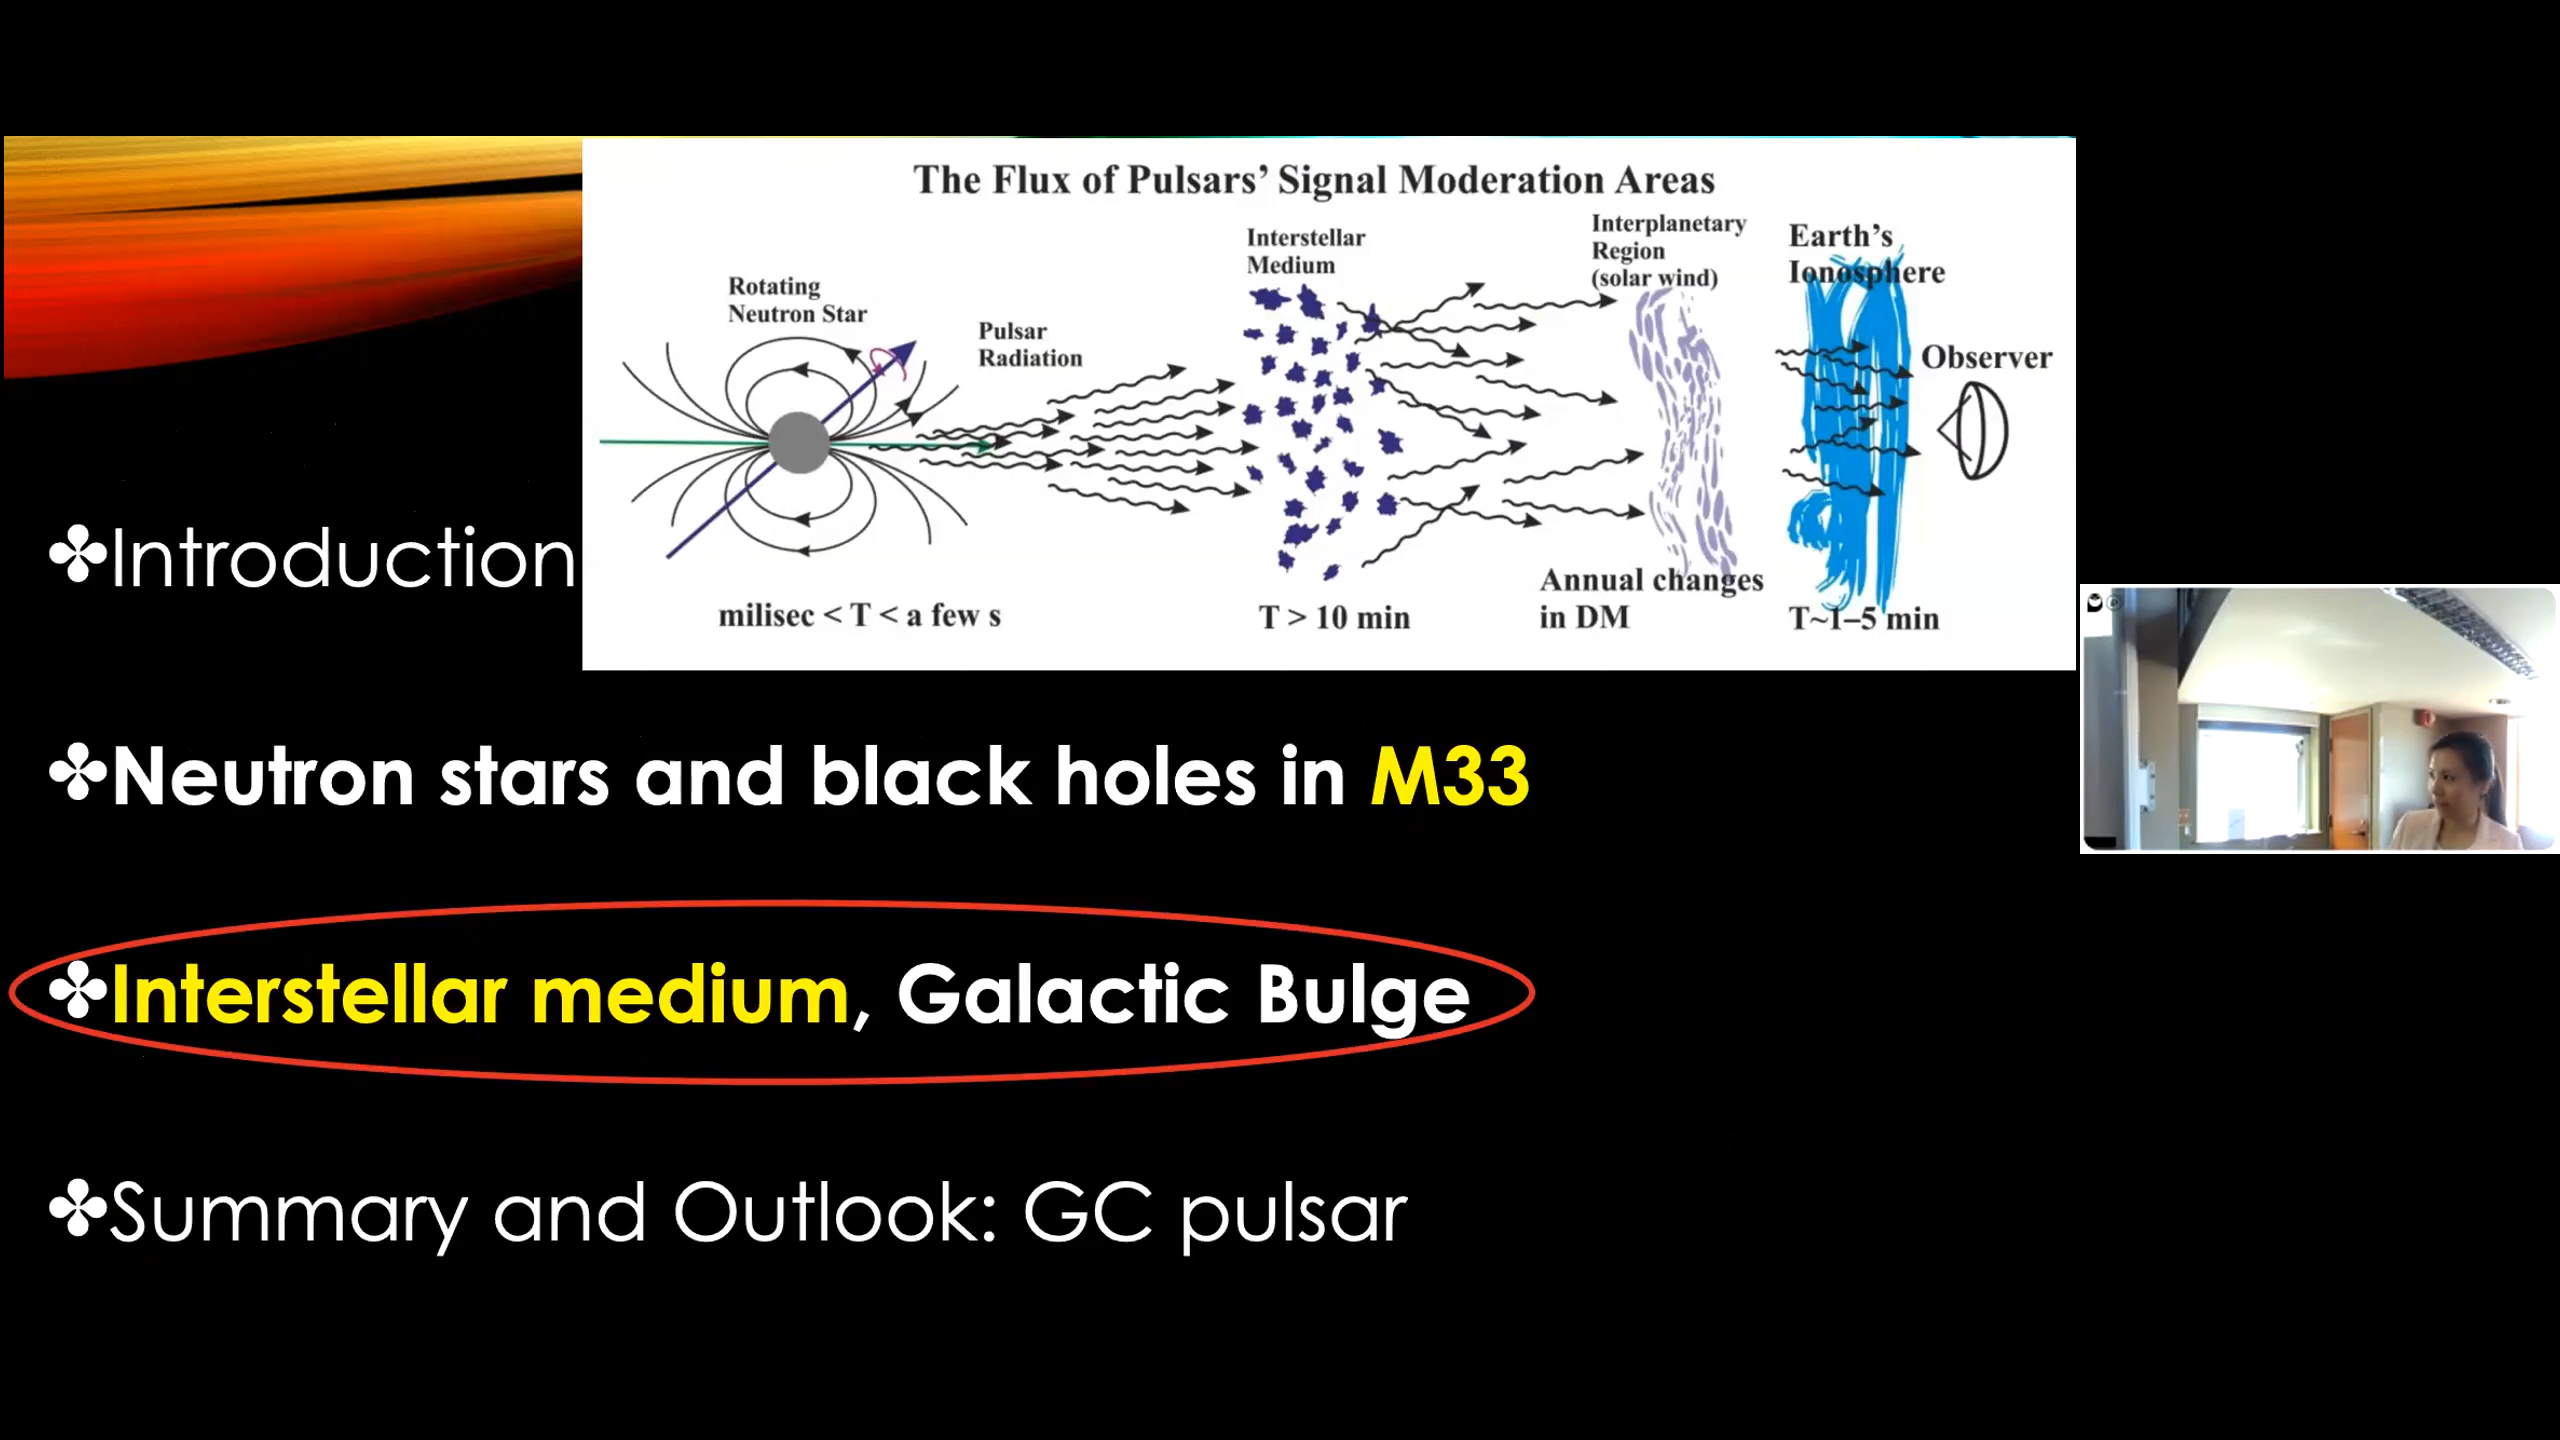 The Flux of Pulsars’ Signal Moderation Areas
Rotating
Neutron Star
Pulsar
Radiation
Interstellar
Medium
Interplanetary
Region
(solar wind)
Earth’s
Ionosphere
Observer
milisec < T < a few s
T > 10 min
Annual changes
in DM
T~1–5 min
❖Introduction
❖Neutron stars and black holes in M33
❖Interstellar medium, Galactic Bulge
❖Summary and Outlook: GC pulsar